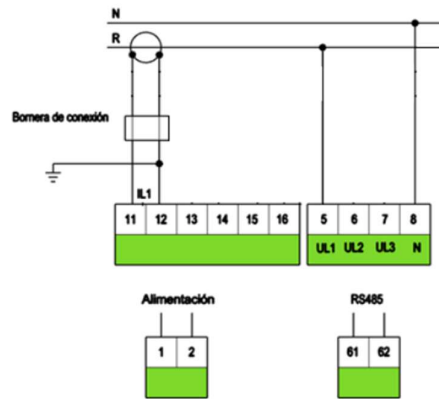 N
R
Bornera de conexión
IL1
11 12 13 14 15 16
5 6 7 8
UL1 UL2 UL3 N
Alimentación
RS485
1 2
61 62